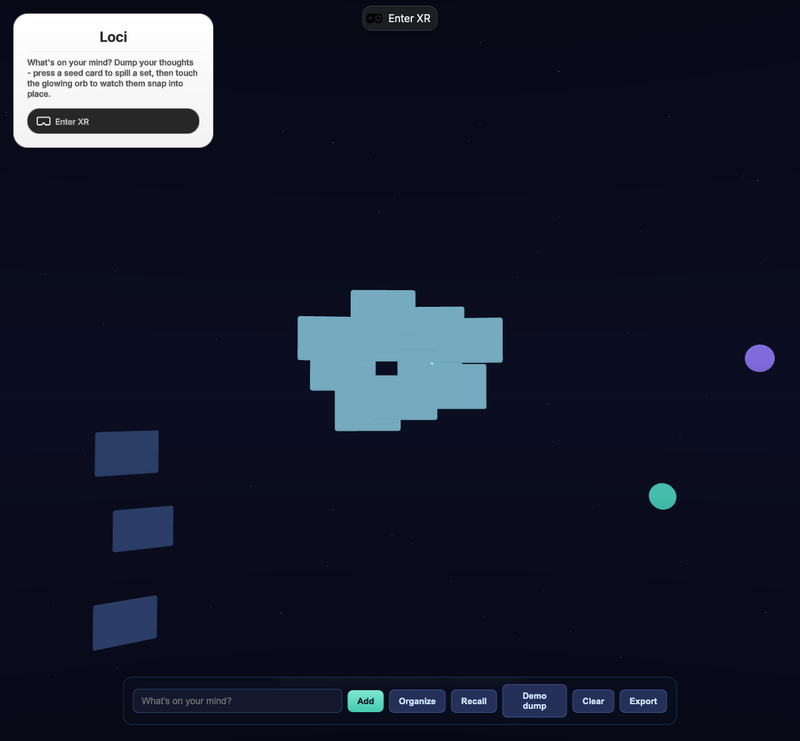 Enter XR
Loci
What's on your mind? Dump your thoughts
- press a seed card to spill a set, then touch
the glowing orb to watch them snap into
place.
Enter XR
What's on your mind?
Add
Organize
Recall
Demo
dump
Clear
Export